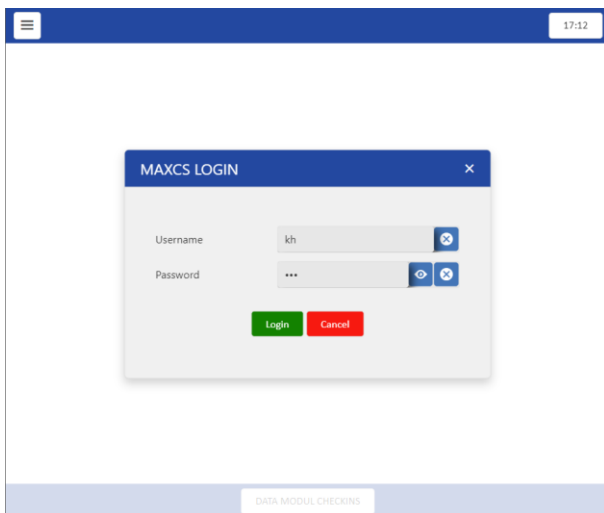 17:12
MAXCS LOGIN
Username kh
Password •••
Login Cancel
DATA MODUL CHECKINS